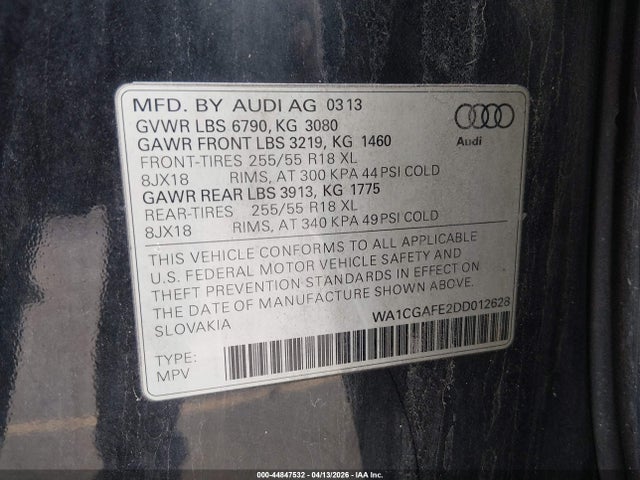 MFD. BY AUDI AG 0313
GVWR LBS 6790, KG 3080
GAWR FRONT LBS 3219, KG 1460
FRONT-TIRES 255/55 R18 XL
8JX18 RIMS, AT 300 KPA 44 PSI COLD
GAWR REAR LBS 3913, KG 1775
REAR-TIRES 255/55 R18 XL
8JX18 RIMS, AT 340 KPA 49 PSI COLD
Audi
THIS VEHICLE CONFORMS TO ALL APPLICABLE
U.S. FEDERAL MOTOR VEHICLE SAFETY AND
THEFT PREVENTION STANDARDS IN EFFECT ON
THE DATE OF MANUFACTURE SHOWN ABOVE
SLOVAKIA
WA1CGAFE2DD012628
TYPE:
MPV
000-44847532 - 04/13/2026 - IAA Inc.